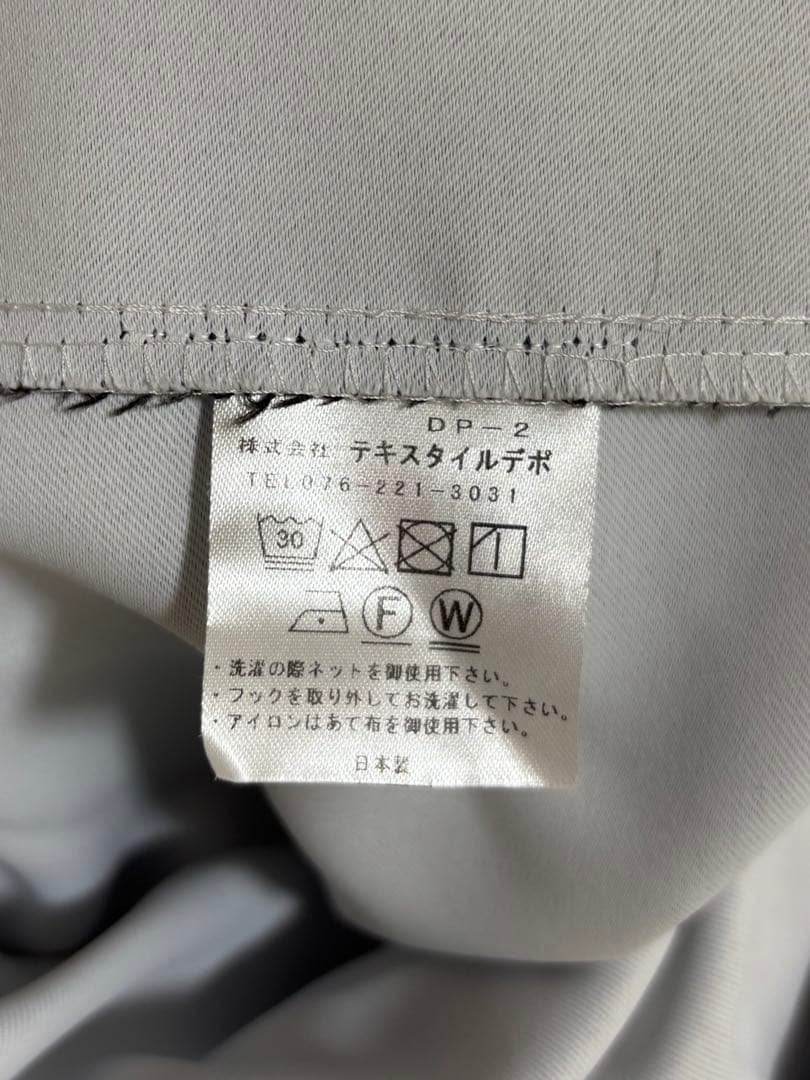 DP-2
株式会社 テキスタイルデポ
TEL076-221-3031
30
F W
・洗濯の際ネットを御使用下さい。
・フックを取り外してお洗濯して下さい。
・アイロンはあて布を御使用下さい。
日本製